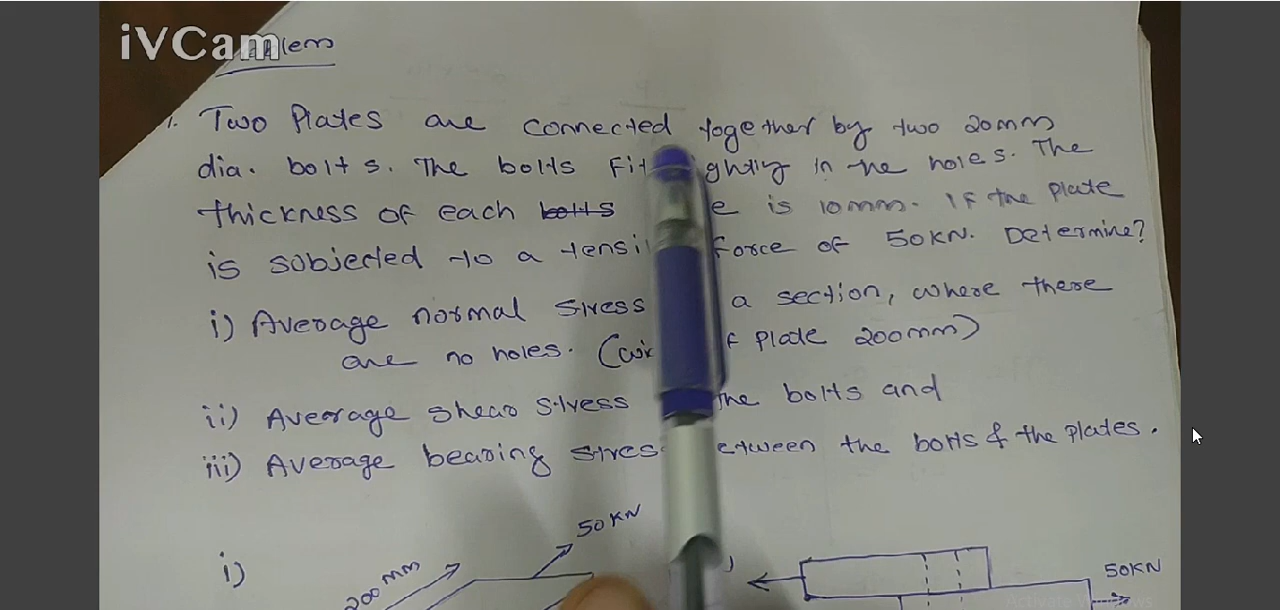 iVCam
1. Two Plates are connected together by two 20mm
dia. bolts. The bolts Fit ightly in the holes. The
thickness of each bolts e is 10mm. If the plate
is subjected to a tensil force of 50KN. Determine?
i) Average normal stress a section, where there
are no holes. (wi f plate 200mm)
ii) Average shear stress the bolts and
iii) Average bearing stress etween the bolts & the plates.
i)
200mm
50KN
50KN